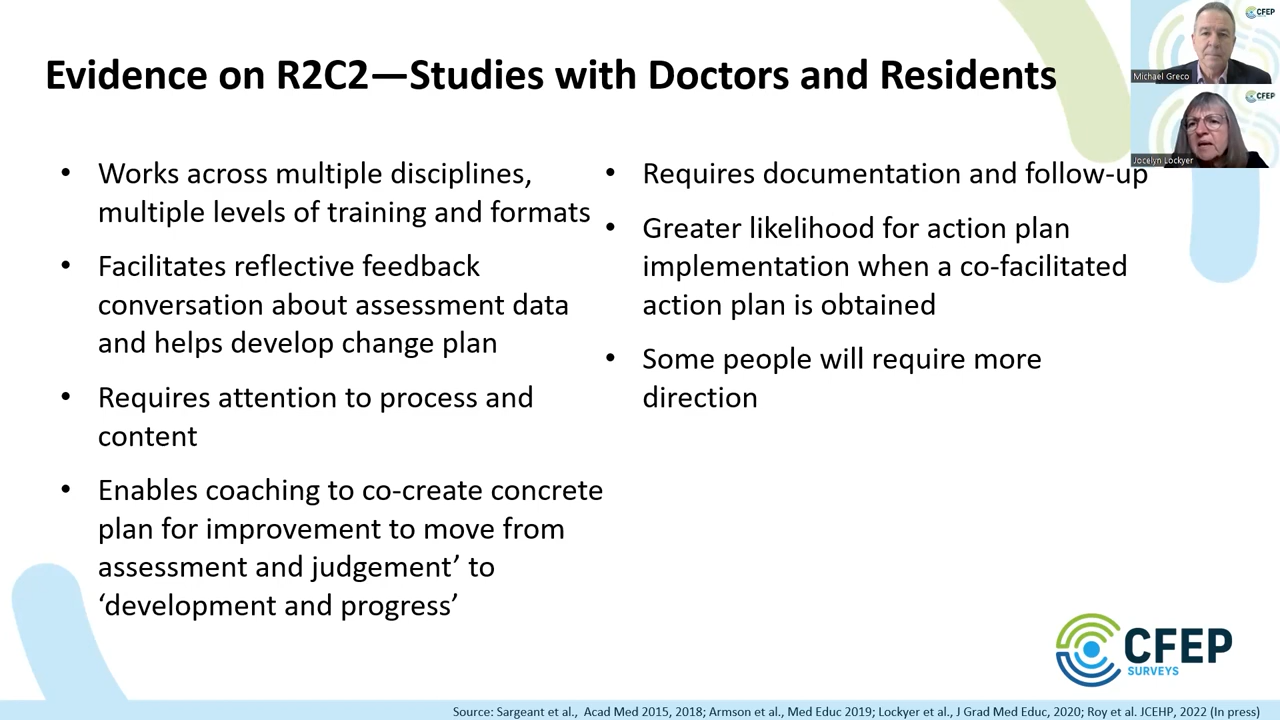 Evidence on R2C2—Studies with Doctors and Residents
• Works across multiple disciplines,
multiple levels of training and formats
• Facilitates reflective feedback
conversation about assessment data
and helps develop change plan
• Requires attention to process and
content
• Enables coaching to co-create concrete
plan for improvement to move from
assessment and judgement’ to
‘development and progress’
• Requires documentation and follow-up
• Greater likelihood for action plan
implementation when a co-facilitated
action plan is obtained
• Some people will require more
direction
CFEP
Michael Greco
CFEP
Jocelyn Lockyer
CFEP
SURVEYS
Source: Sargeant et al., Acad Med 2015, 2018; Armson et al., Med Educ 2019; Lockyer et al., J Grad Med Educ, 2020; Roy et al. JCEHP, 2022 (In press)